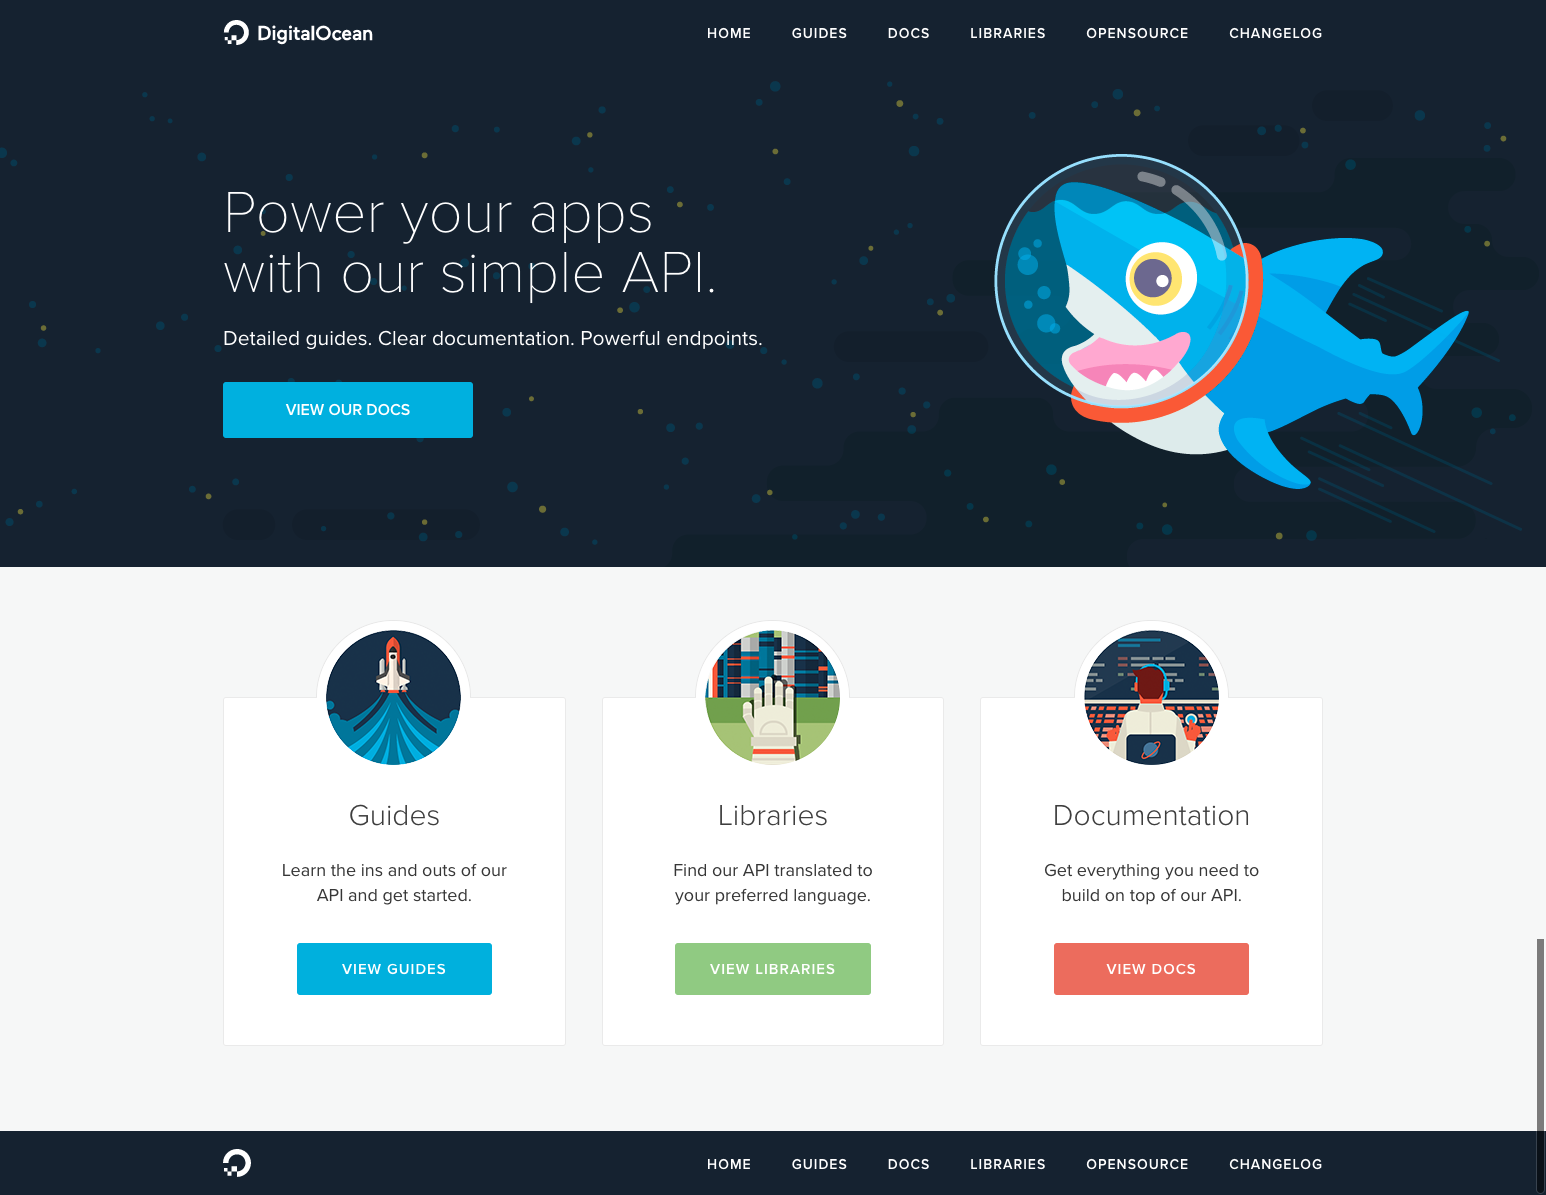 DigitalOcean
HOME GUIDES DOCS LIBRARIES OPENSOURCE CHANGELOG
Power your apps
with our simple API.
Detailed guides. Clear documentation. Powerful endpoints.
VIEW OUR DOCS
Guides
Learn the ins and outs of our
API and get started.
VIEW GUIDES
Libraries
Find our API translated to
your preferred language.
VIEW LIBRARIES
Documentation
Get everything you need to
build on top of our API.
VIEW DOCS
HOME GUIDES DOCS LIBRARIES OPENSOURCE CHANGELOG